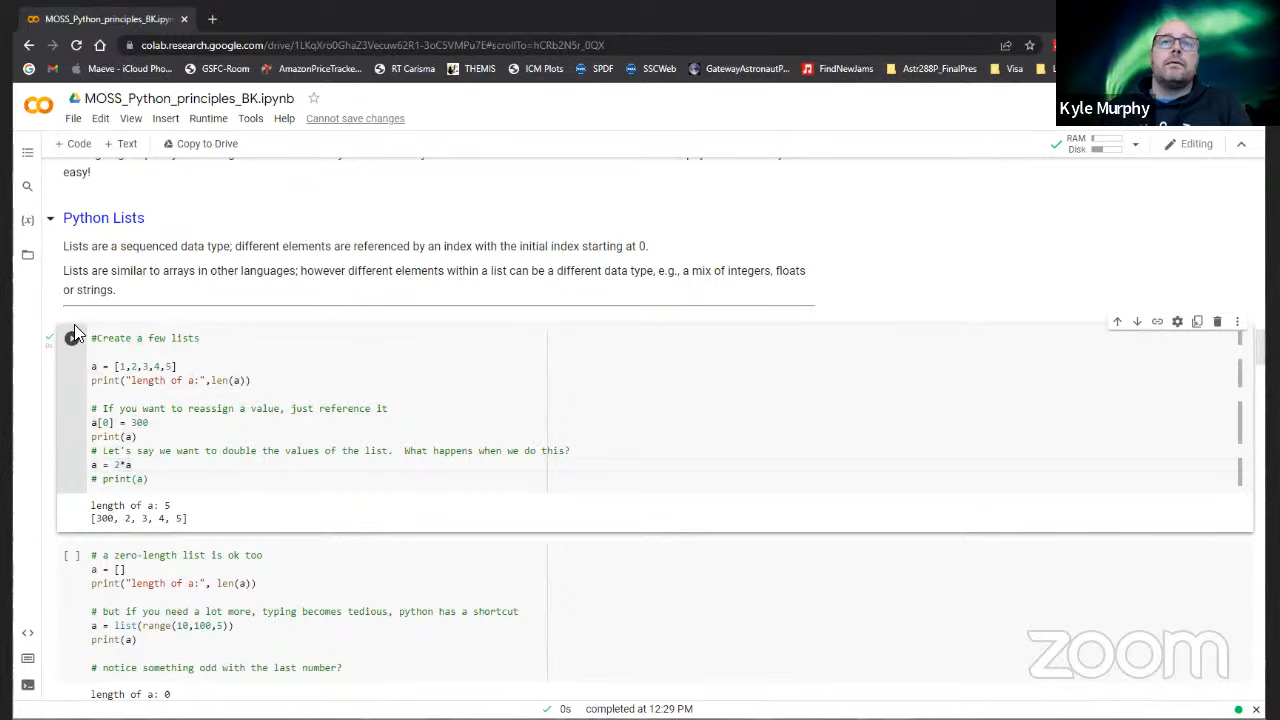 MOSS_Python_principles_BK.ipyn
colab.research.google.com/drive/1LKqXro0GhaZ3Vecuw62R1-3oC5VMPu7E#scrollTo=hCRb2N5r_0QX
Maeve - iCloud Pho...
GSFC-Room
AmazonPriceTracke...
RT Carisma
THEMIS
ICM Plots
SPDF
SSCWeb
GatewayAstronautP...
FindNewJams
Astr288P_FinalPres
Visa
Kyle Murphy
MOSS_Python_principles_BK.ipynb
File Edit View Insert Runtime Tools Help Cannot save changes
+ Code + Text Copy to Drive
RAM
Disk
Editing
easy!
Python Lists
Lists are a sequenced data type; different elements are referenced by an index with the initial index starting at 0.
Lists are similar to arrays in other languages; however different elements within a list can be a different data type, e.g., a mix of integers, floats
or strings.
0s
#Create a few lists
a = [1,2,3,4,5]
print("length of a:",len(a))
# If you want to reassign a value, just reference it
a[0] = 300
print(a)
# Let's say we want to double the values of the list.  What happens when we do this?
a = 2*a
# print(a)
length of a: 5
[300, 2, 3, 4, 5]
[ ] # a zero-length list is ok too
a = []
print("length of a:", len(a))
# but if you need a lot more, typing becomes tedious, python has a shortcut
a = list(range(10,100,5))
print(a)
# notice something odd with the last number?
length of a: 0
zoom
0s completed at 12:29 PM